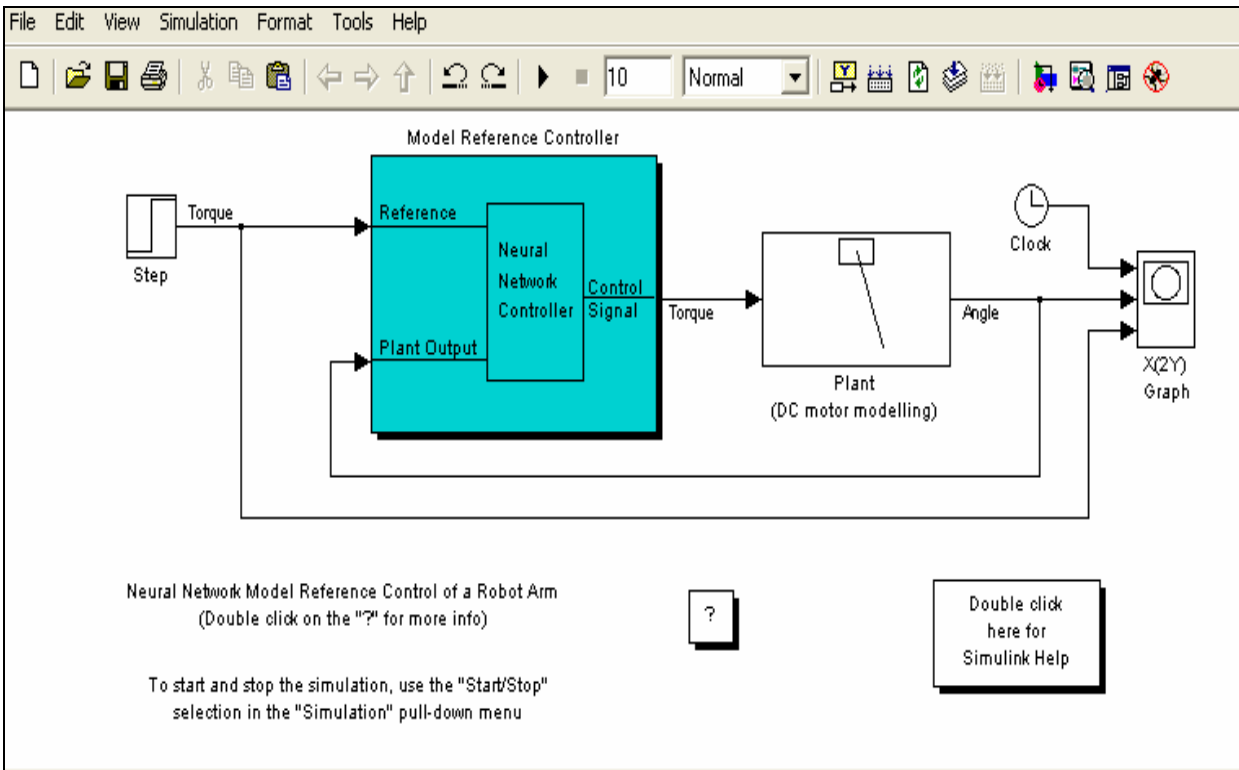 File Edit View Simulation Format Tools Help
10 Normal
Model Reference Controller
Torque
Step
Reference
Neural
Network
Controller
Control
Signal
Plant Output
Torque
Plant
(DC motor modelling)
Angle
Clock
X(2Y)
Graph
Neural Network Model Reference Control of a Robot Arm
(Double click on the "?" for more info)
?
Double click
here for
Simulink Help
To start and stop the simulation, use the "Start/Stop"
selection in the "Simulation" pull-down menu